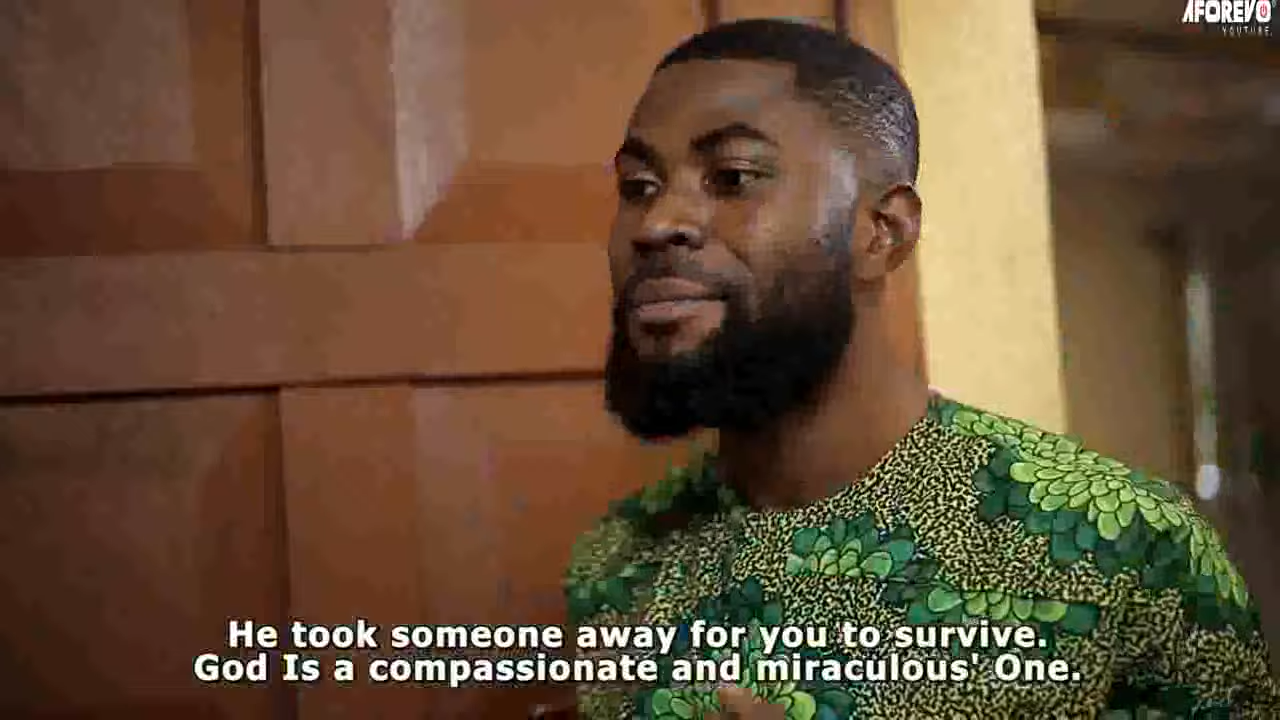 AFOREVO
YOUTUBE.
He took someone away for you to survive.
God Is a compassionate and miraculous' One.